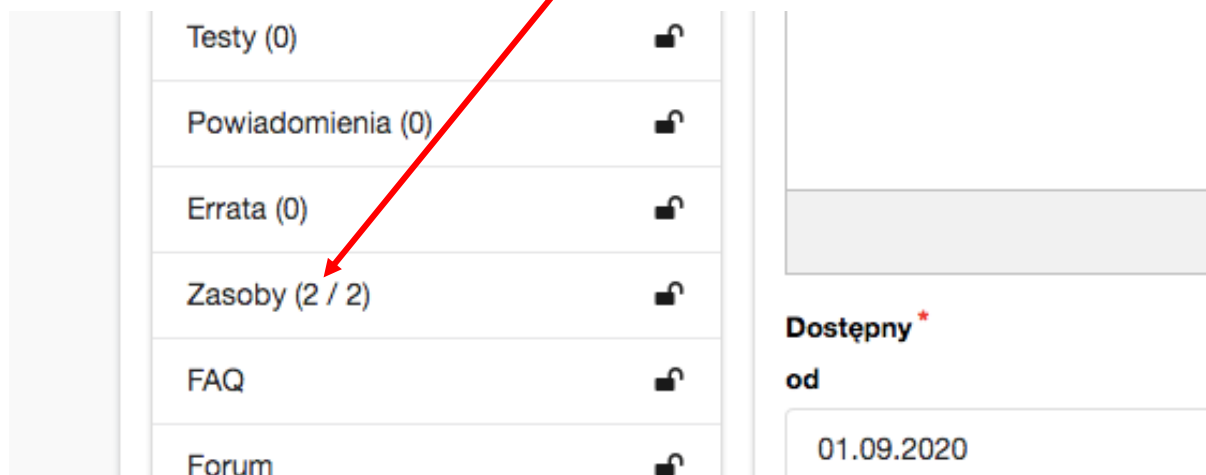 Testy (0)
Powiadomienia (0)
Errata (0)
Zasoby (2 / 2)
FAQ
Forum
Dostępny *
od
01.09.2020